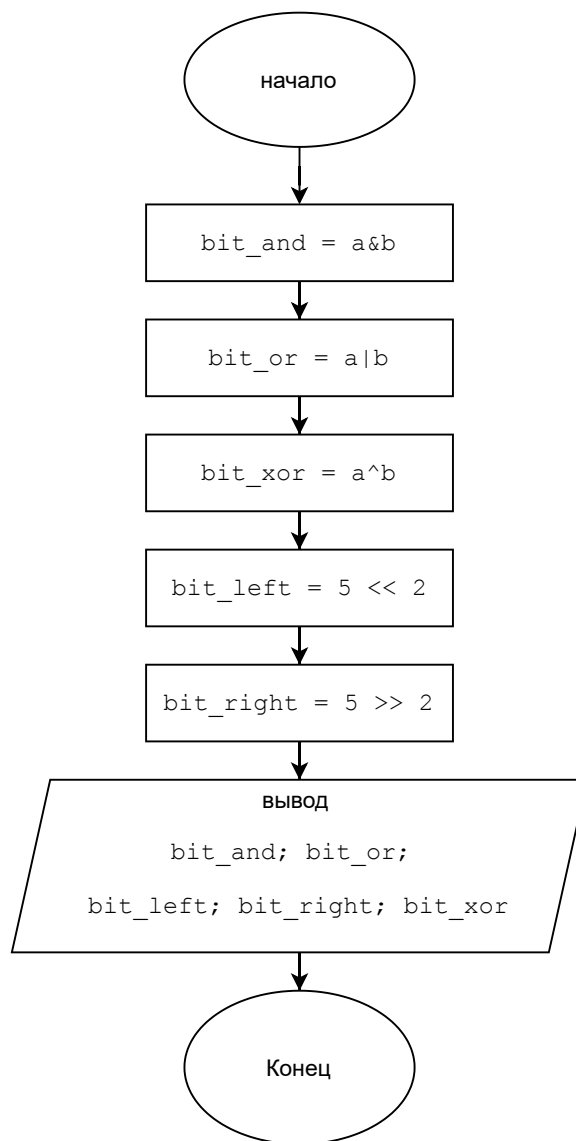 начало
bit_and = a&b
bit_or = a|b
bit_xor = a^b
bit_left = 5 << 2
bit_right = 5 >> 2
вывод
bit_and; bit_or;
bit_left; bit_right; bit_xor
Конец